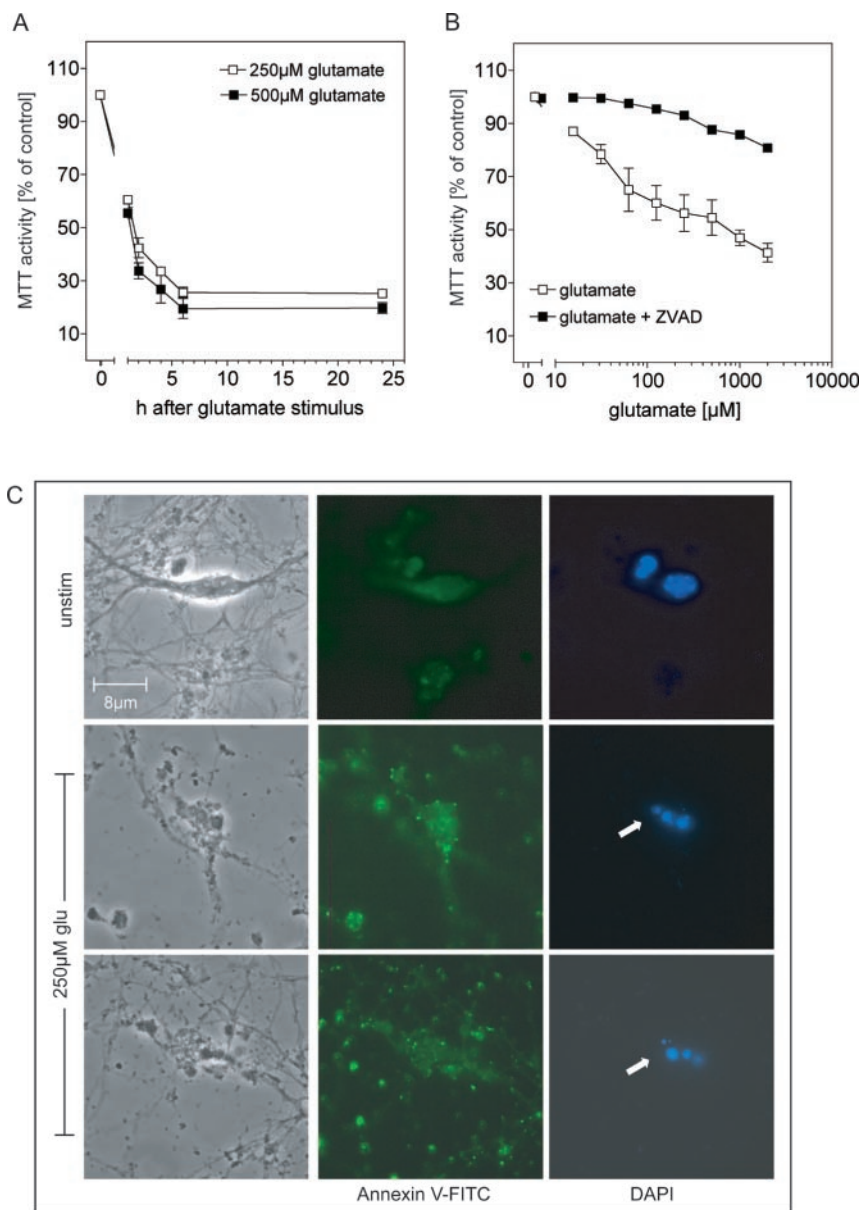 A
MTT activity [% of control]
110
90
70
50
30
10
250µM glutamate
500µM glutamate
0 5 10 15 20 25
h after glutamate stimulus
B
MTT activity [% of control]
110
90
70
50
30
10
glutamate
glutamate + ZVAD
0 10 100 1000 10000
glutamate [µM]
C
unstim
8µm
250µM glu
Annexin V-FITC
DAPI